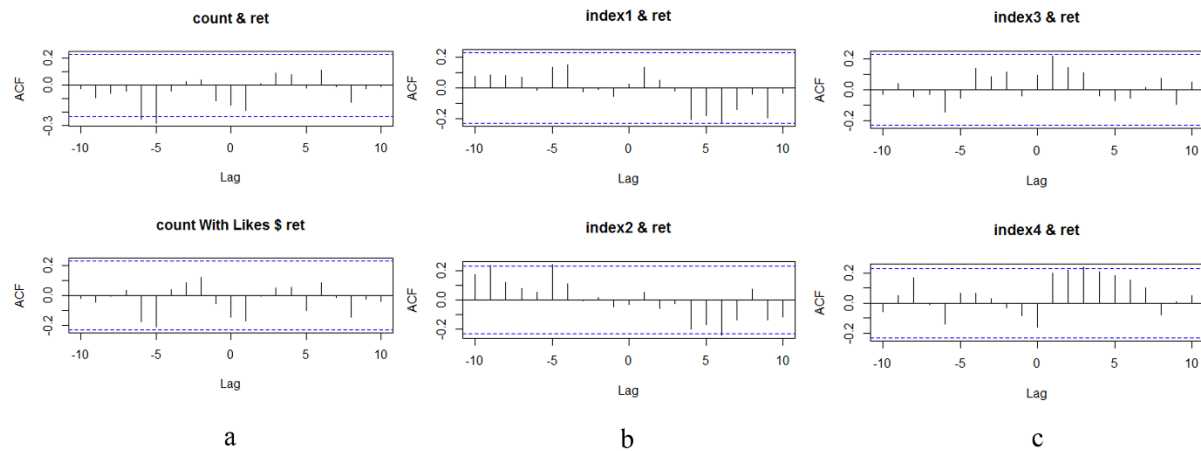 count & ret
ACF
0.2
0.0
-0.3
-10 -5 0 5 10
Lag
count With Likes $ ret
ACF
0.2
0.0
-0.2
-10 -5 0 5 10
Lag
a
index1 & ret
ACF
0.2
0.0
-0.2
-10 -5 0 5 10
Lag
index2 & ret
ACF
0.2
0.0
-0.2
-10 -5 0 5 10
Lag
b
index3 & ret
ACF
0.2
0.0
-0.2
-10 -5 0 5 10
Lag
index4 & ret
ACF
0.2
0.0
-0.2
-10 -5 0 5 10
Lag
c